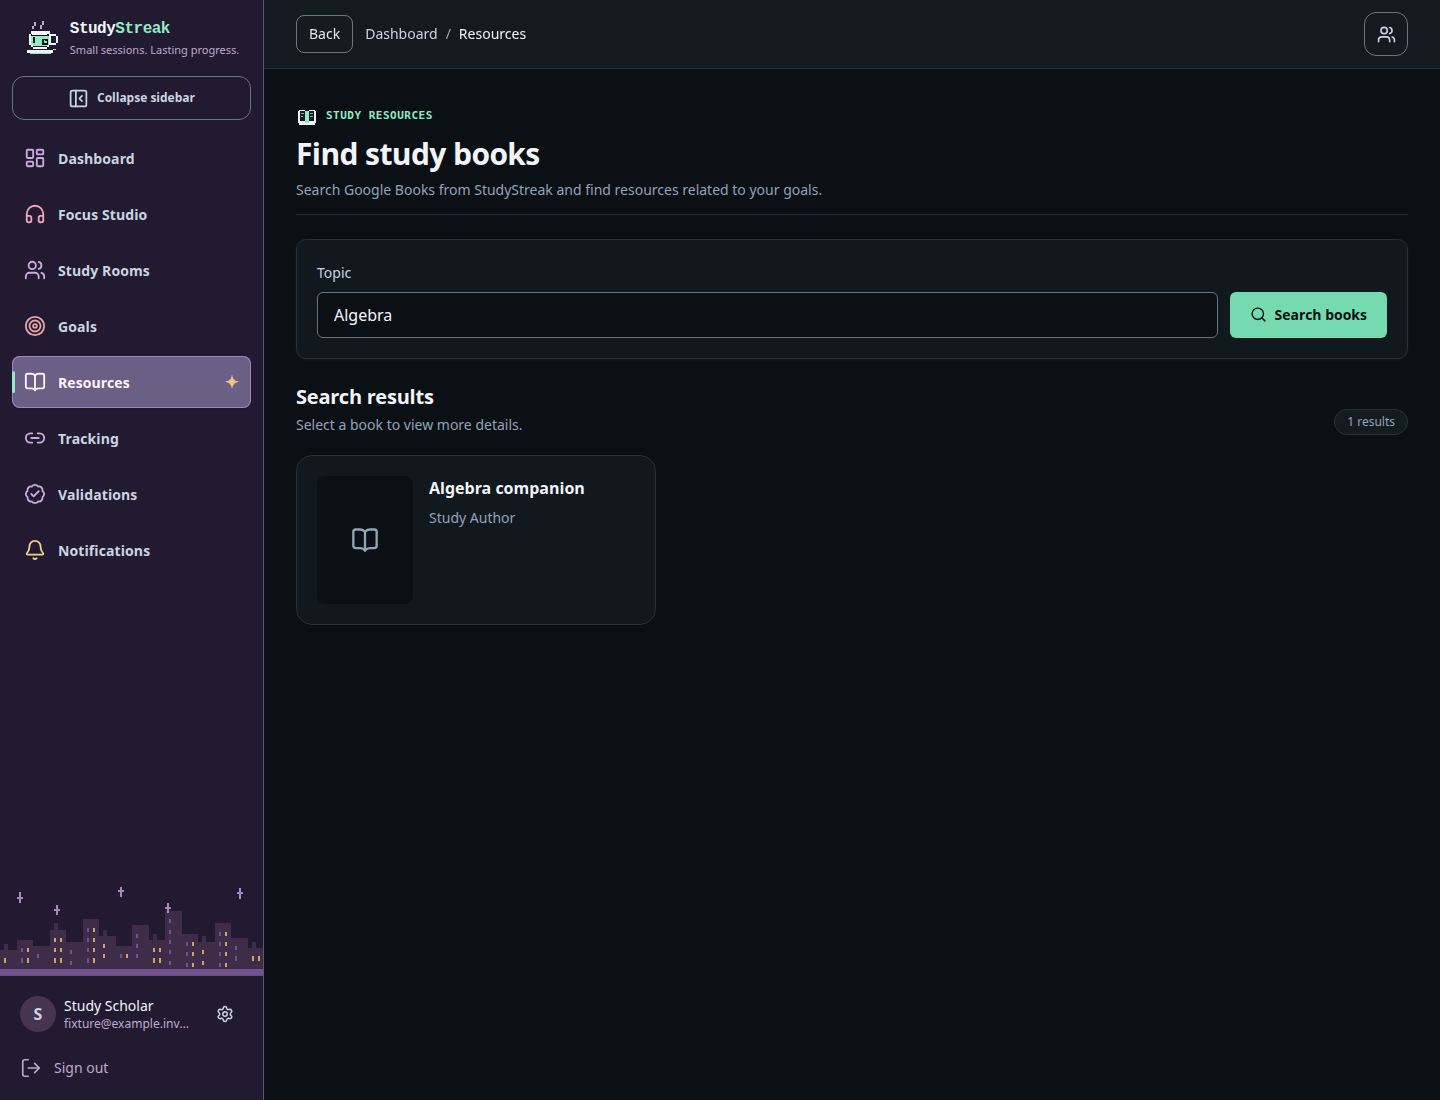 StudyStreak
Small sessions. Lasting progress.
Collapse sidebar
Dashboard
Focus Studio
Study Rooms
Goals
Resources
Tracking
Validations
Notifications
S
Study Scholar
fixture@example.inv...
Sign out
Back
Dashboard / Resources
STUDY RESOURCES
Find study books
Search Google Books from StudyStreak and find resources related to your goals.
Topic
Algebra
Search books
Search results
Select a book to view more details.
1 results
Algebra companion
Study Author